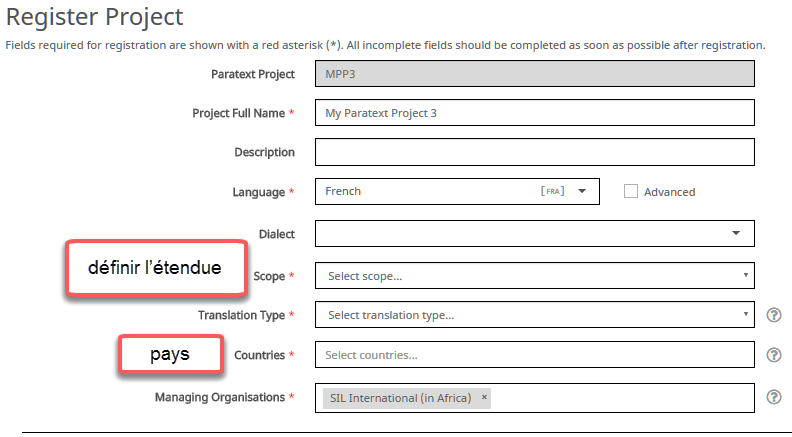 Register Project
Fields required for registration are shown with a red asterisk (*). All incomplete fields should be completed as soon as possible after registration.
Paratext Project MPP3
Project Full Name * My Paratext Project 3
Description
Language * French [FRA] Advanced
Dialect
définir l'étendue
Scope * Select scope...
Translation Type * Select translation type... ?
pays
Countries * Select countries... ?
Managing Organisations * SIL International (in Africa) × ?